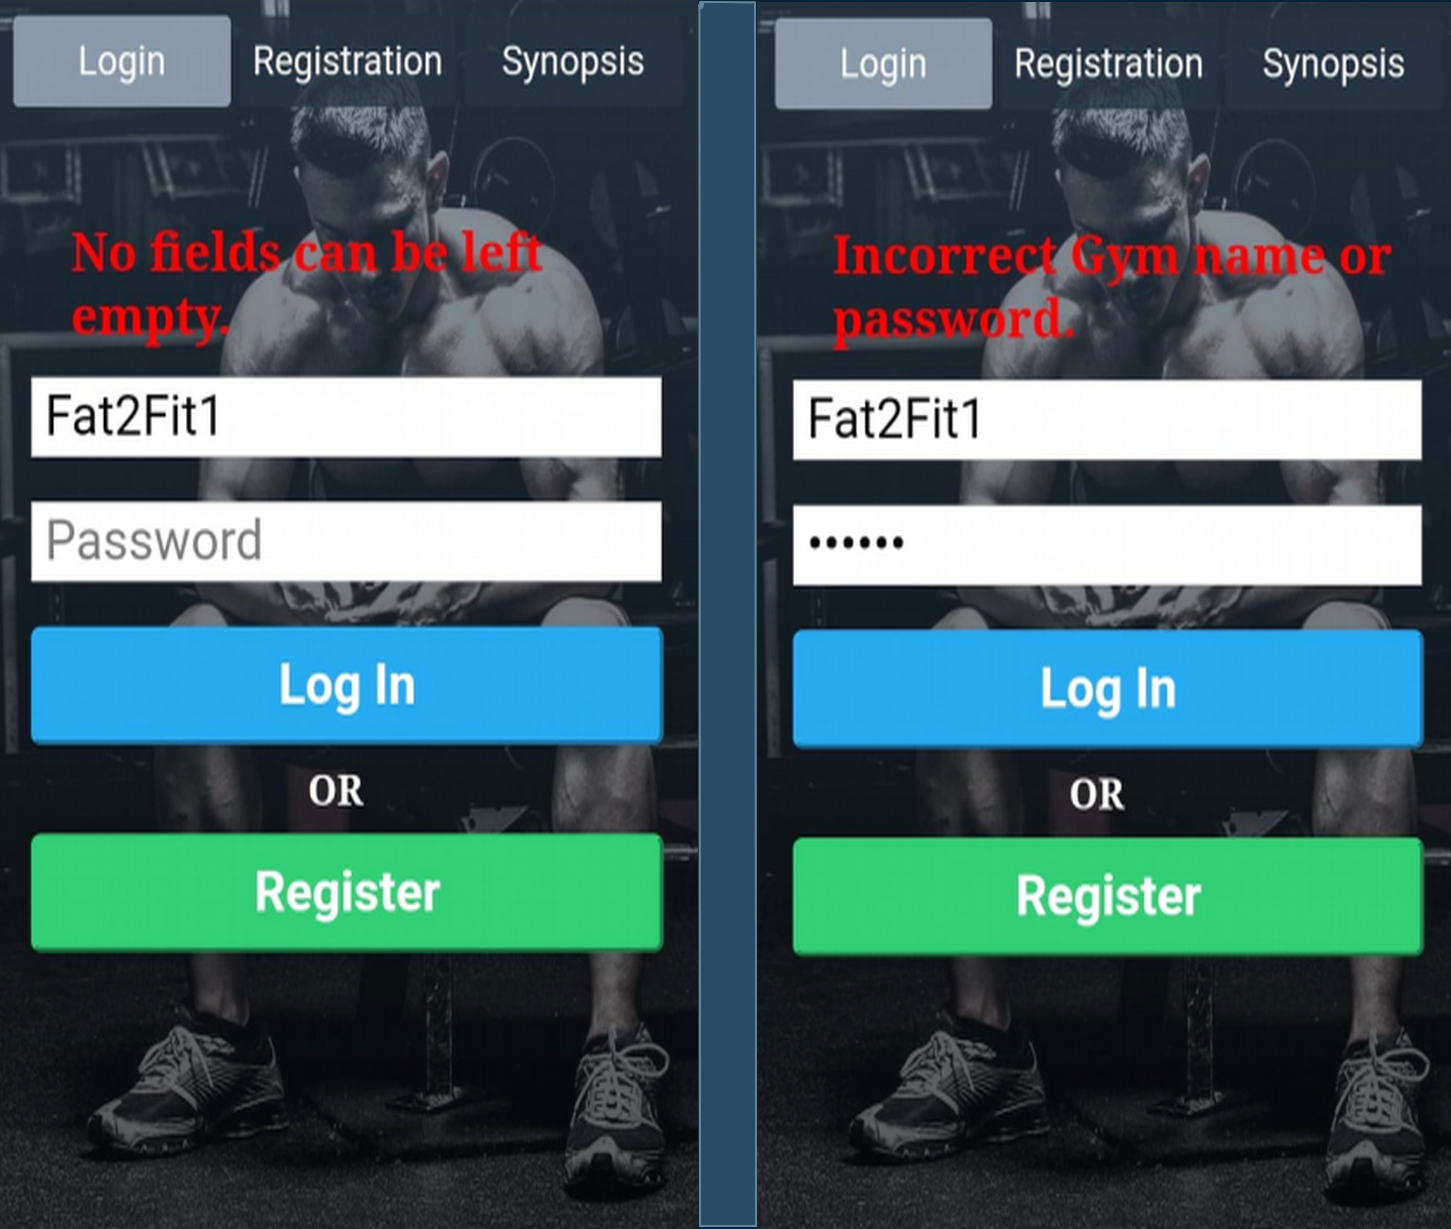 Login Registration Synopsis
No fields can be left
empty.
Fat2Fit1
Password
Log In
OR
Register
Login Registration Synopsis
Incorrect Gym name or
password.
Fat2Fit1
••••••
Log In
OR
Register